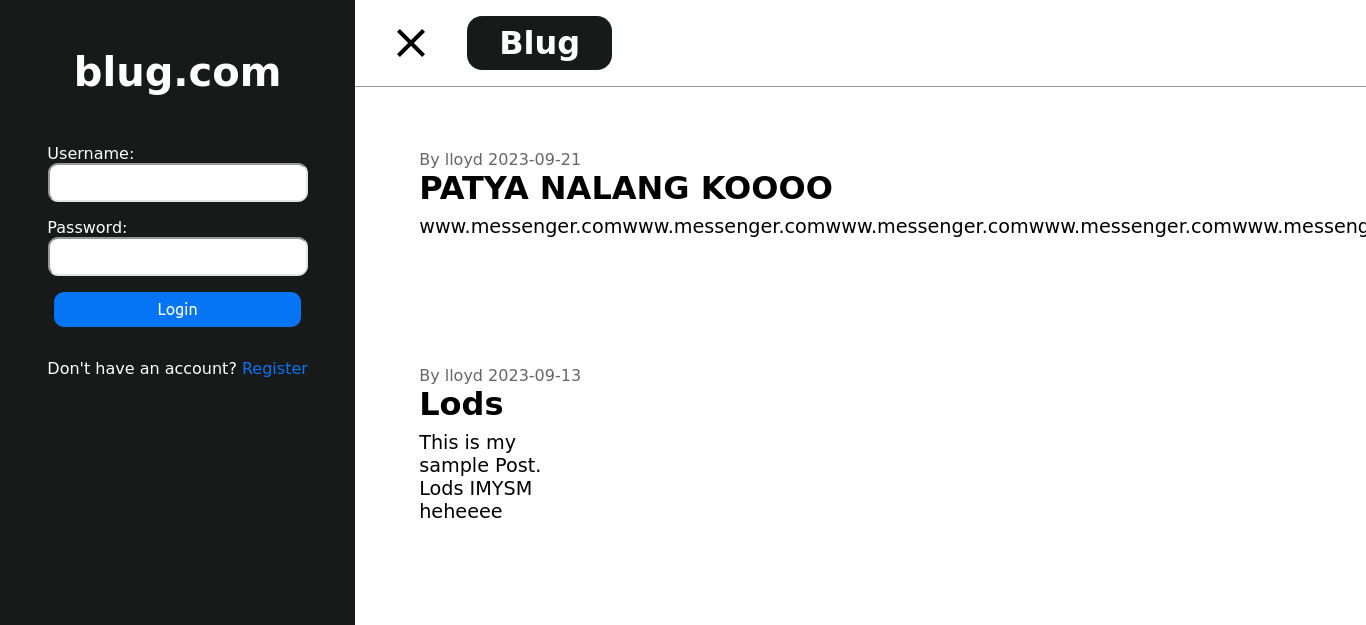 blug.com
Username:
Password:
Login
Don't have an account? Register
Blug
By lloyd 2023-09-21
PATYA NALANG KOOOO
www.messenger.comwww.messenger.comwww.messenger.comwww.messenger.comwww.messeng
By lloyd 2023-09-13
Lods
This is my
sample Post.
Lods IMYSM
heheeee